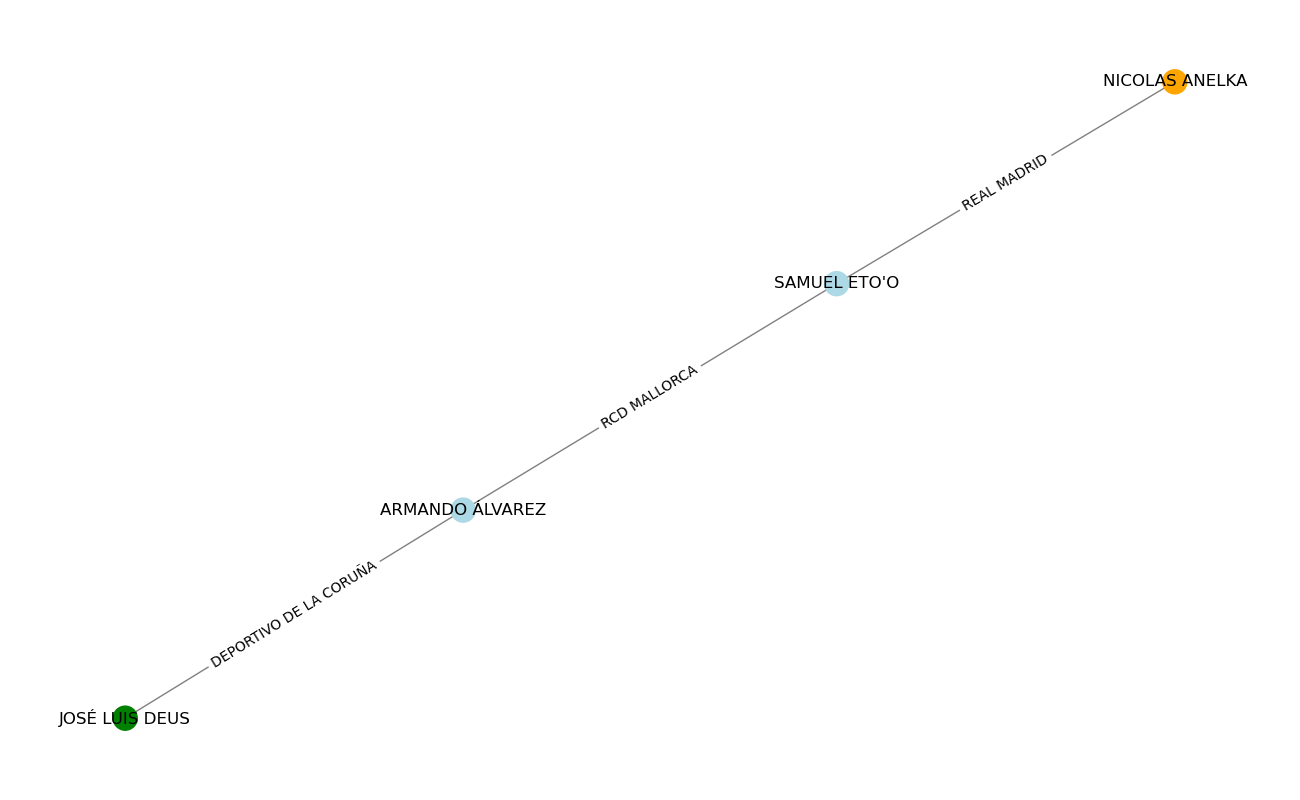 NICOLAS ANELKA
REAL MADRID
SAMUEL ETO'O
RCD MALLORCA
ARMANDO ÁLVAREZ
DEPORTIVO DE LA CORUÑA
JOSÉ LUIS DEUS